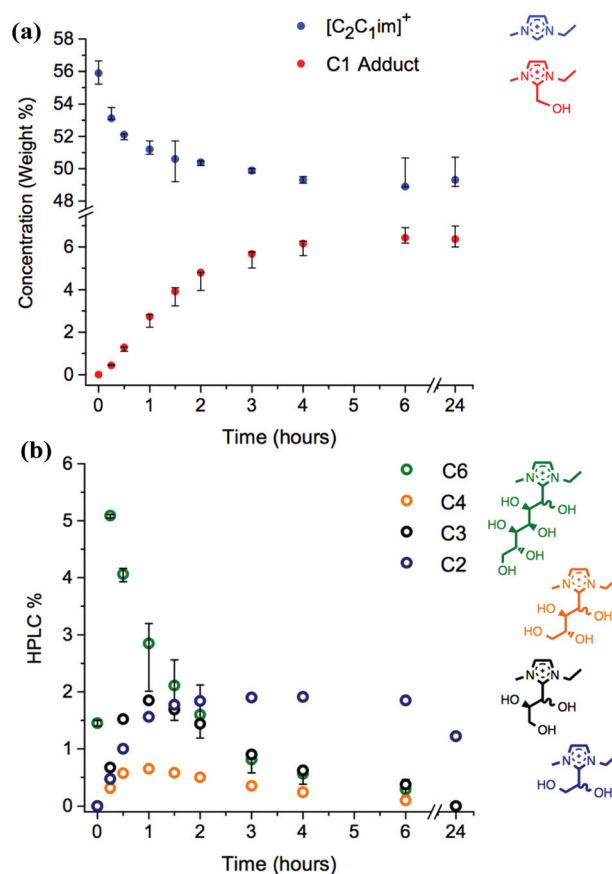 (a)
[C₂C₁im]⁺
C1 Adduct
Concentration (Weight %)
58
56
54
52
50
48
6
4
2
0
0 1 2 3 4 5 6 24
Time (hours)
N + N
N + N
OH
(b)
C6
C4
C3
C2
HPLC %
6
5
4
3
2
1
0
0 1 2 3 4 5 6 24
Time (hours)
N + N
HO OH
HO OH
HO
OH
N + N
HO OH
HO OH
N + N
HO OH
OH
N + N
HO OH